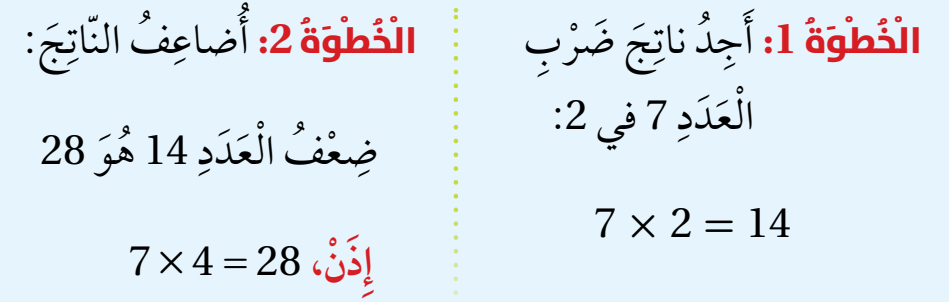 الْخُطْوَةُ 1: أَجِدُ ناتِجَ ضَرْبِ
الْعَدَدِ 7 في 2:
7 × 2 = 14
الْخُطْوَةُ 2: أُضاعِفُ النّاتِجَ:
ضِعْفُ الْعَدَدِ 14 هُوَ 28
إِذَنْ، 7 × 4 = 28